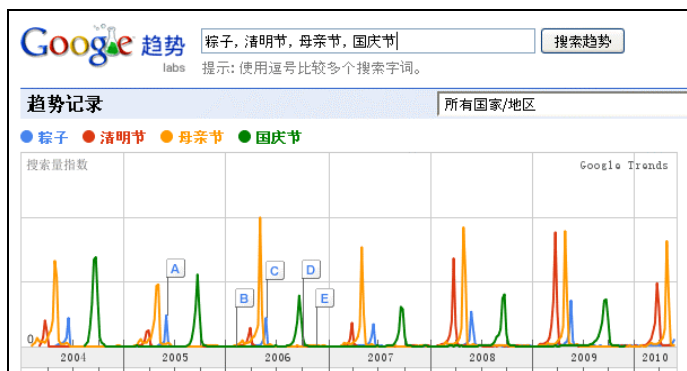 Google 趋势
labs
粽子, 清明节, 母亲节, 国庆节
搜索趋势
提示: 使用逗号比较多个搜索字词。
趋势记录
所有国家/地区
粽子 清明节 母亲节 国庆节
搜索量指数
Google Trends
A
C D
B E
0
2004 2005 2006 2007 2008 2009 2010